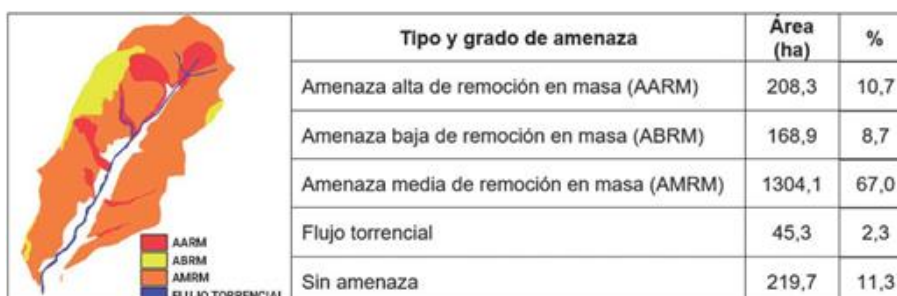 Tipo y grado de amenaza Área (ha) %
Amenaza alta de remoción en masa (AARM) 208,3 10,7
Amenaza baja de remoción en masa (ABRM) 168,9 8,7
Amenaza media de remoción en masa (AMRM) 1304,1 67,0
Flujo torrencial 45,3 2,3
Sin amenaza 219,7 11,3
AARM
ABRM
AMRM
FLUJO TORRENCIAL